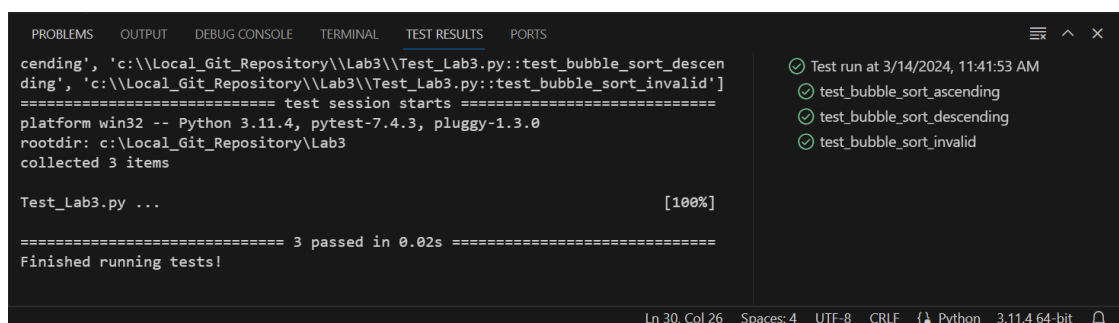 PROBLEMS OUTPUT DEBUG CONSOLE TERMINAL TEST RESULTS PORTS
cending', 'c:\\Local_Git_Repository\\Lab3\\Test_Lab3.py::test_bubble_sort_descen
ding', 'c:\\Local_Git_Repository\\Lab3\\Test_Lab3.py::test_bubble_sort_invalid']
============================= test session starts =============================
platform win32 -- Python 3.11.4, pytest-7.4.3, pluggy-1.3.0
rootdir: c:\Local_Git_Repository\Lab3
collected 3 items
Test_Lab3.py ... [100%]
============================== 3 passed in 0.02s ==============================
Finished running tests!
Test run at 3/14/2024, 11:41:53 AM
test_bubble_sort_ascending
test_bubble_sort_descending
test_bubble_sort_invalid
Ln 30, Col 26 Spaces: 4 UTF-8 CRLF Python 3.11.4 64-bit